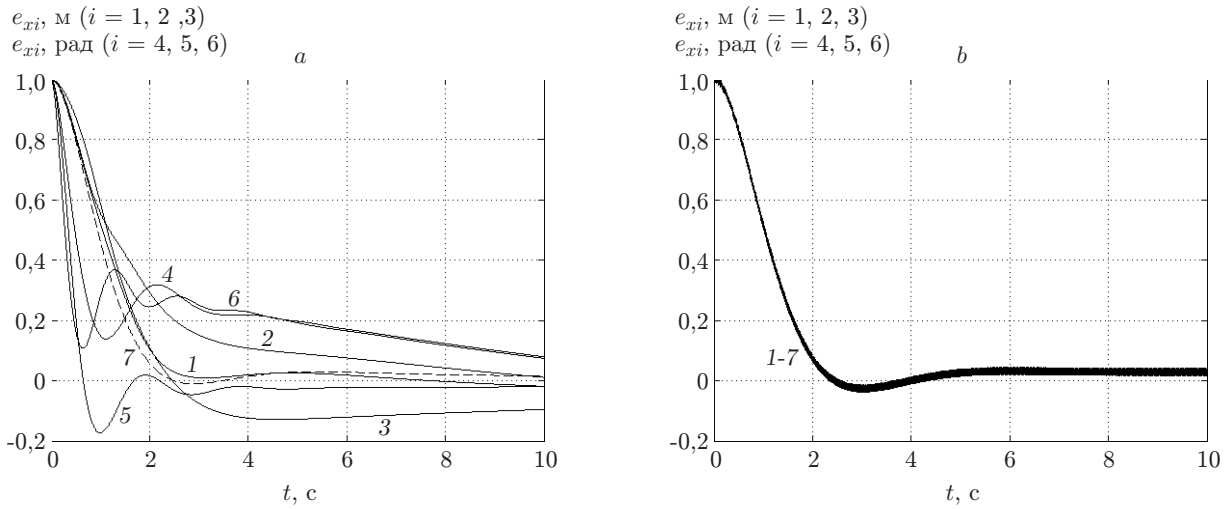 e_{xi}, м (i = 1, 2 ,3)
e_{xi}, рад (i = 4, 5, 6)
a
1,0
0,8
0,6
0,4
0,2
0
-0,2
4
6
2
7
1
5
3
0 2 4 6 8 10
t, с
e_{xi}, м (i = 1, 2, 3)
e_{xi}, рад (i = 4, 5, 6)
b
1,0
0,8
0,6
0,4
0,2
0
-0,2
1-7
0 2 4 6 8 10
t, с